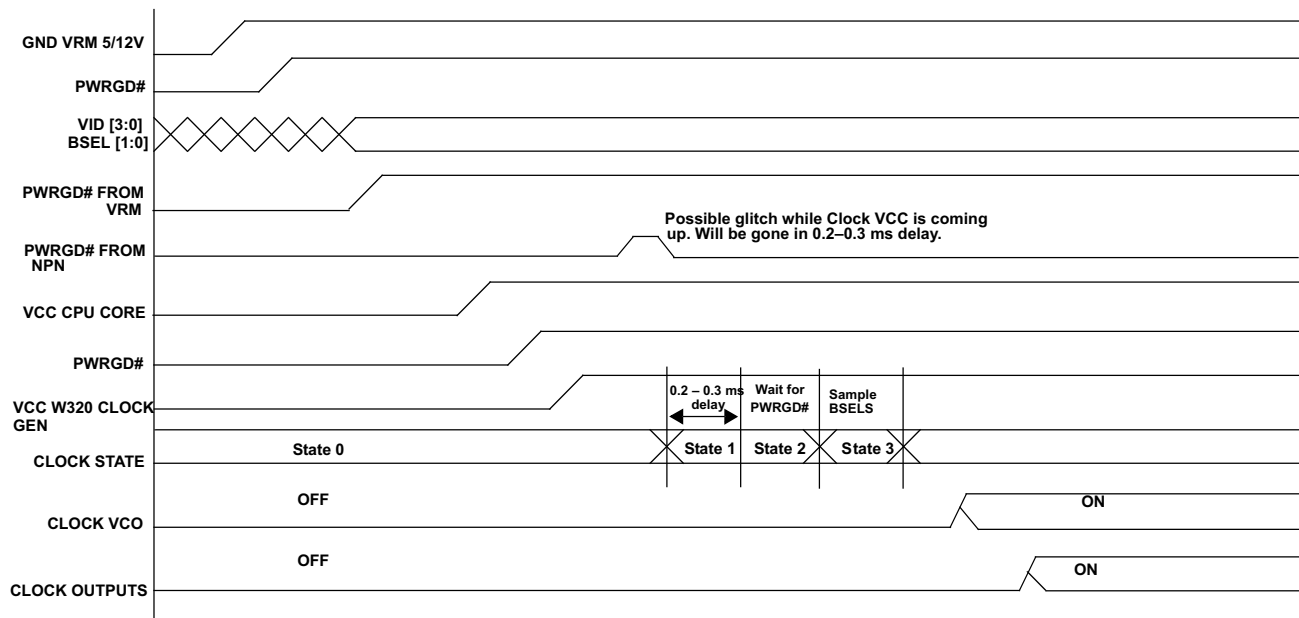 GND VRM 5/12V
PWRGD#
VID [3:0]
BSEL [1:0]
PWRGD# FROM
VRM
Possible glitch while Clock VCC is coming
up. Will be gone in 0.2–0.3 ms delay.
PWRGD# FROM
NPN
VCC CPU CORE
PWRGD#
0.2 – 0.3 ms
delay
Wait for
PWRGD#
Sample
BSELS
VCC W320 CLOCK
GEN
State 0
State 1
State 2
State 3
CLOCK STATE
OFF
ON
CLOCK VCO
OFF
ON
CLOCK OUTPUTS